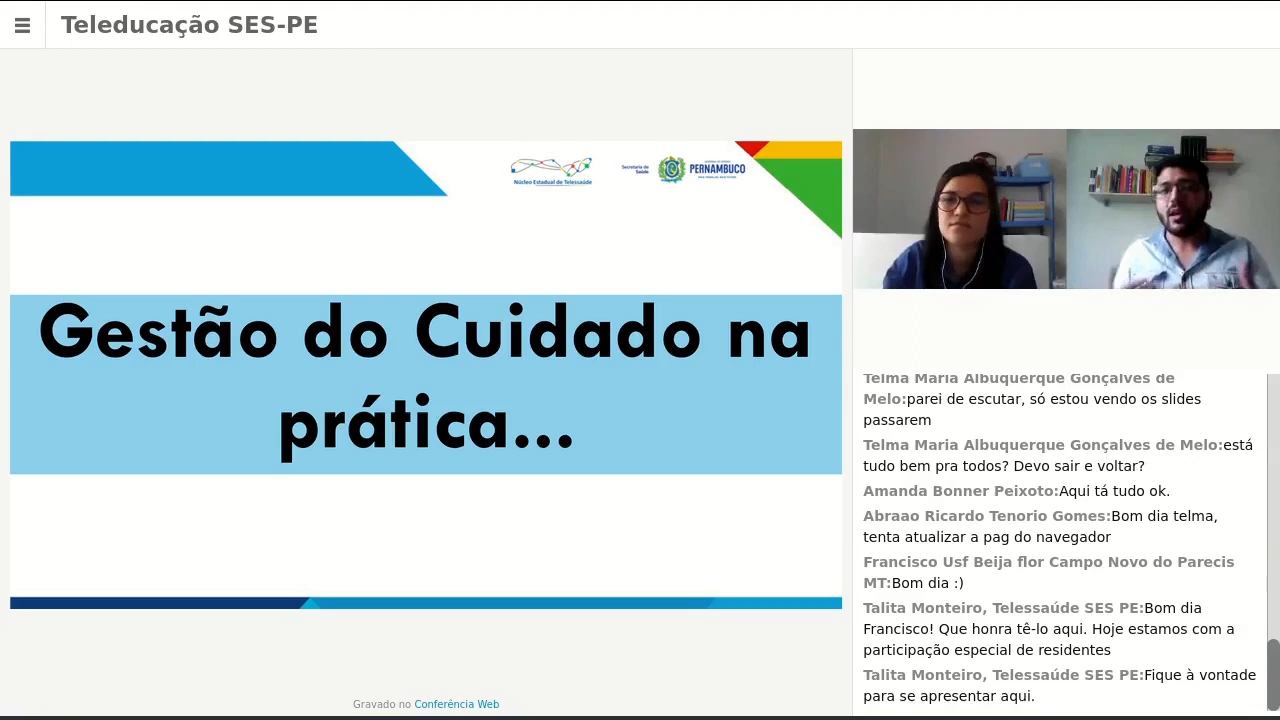 Teleducação SES-PE
Núcleo Estadual de Telessaúde
Secretaria de
Saúde
PERNAMBUCO
Gestão do Cuidado na
prática...
Telma Maria Albuquerque Gonçalves de
Melo:parei de escutar, só estou vendo os slides
passarem
Telma Maria Albuquerque Gonçalves de Melo:está
tudo bem pra todos? Devo sair e voltar?
Amanda Bonner Peixoto:Aqui tá tudo ok.
Abraao Ricardo Tenorio Gomes:Bom dia telma,
tenta atualizar a pag do navegador
Francisco Usf Beija flor Campo Novo do Parecis
MT:Bom dia :)
Talita Monteiro, Telessaúde SES PE:Bom dia
Francisco! Que honra tê-lo aqui. Hoje estamos com a
participação especial de residentes
Talita Monteiro, Telessaúde SES PE:Fique à vontade
para se apresentar aqui.
Gravado no Conferência Web